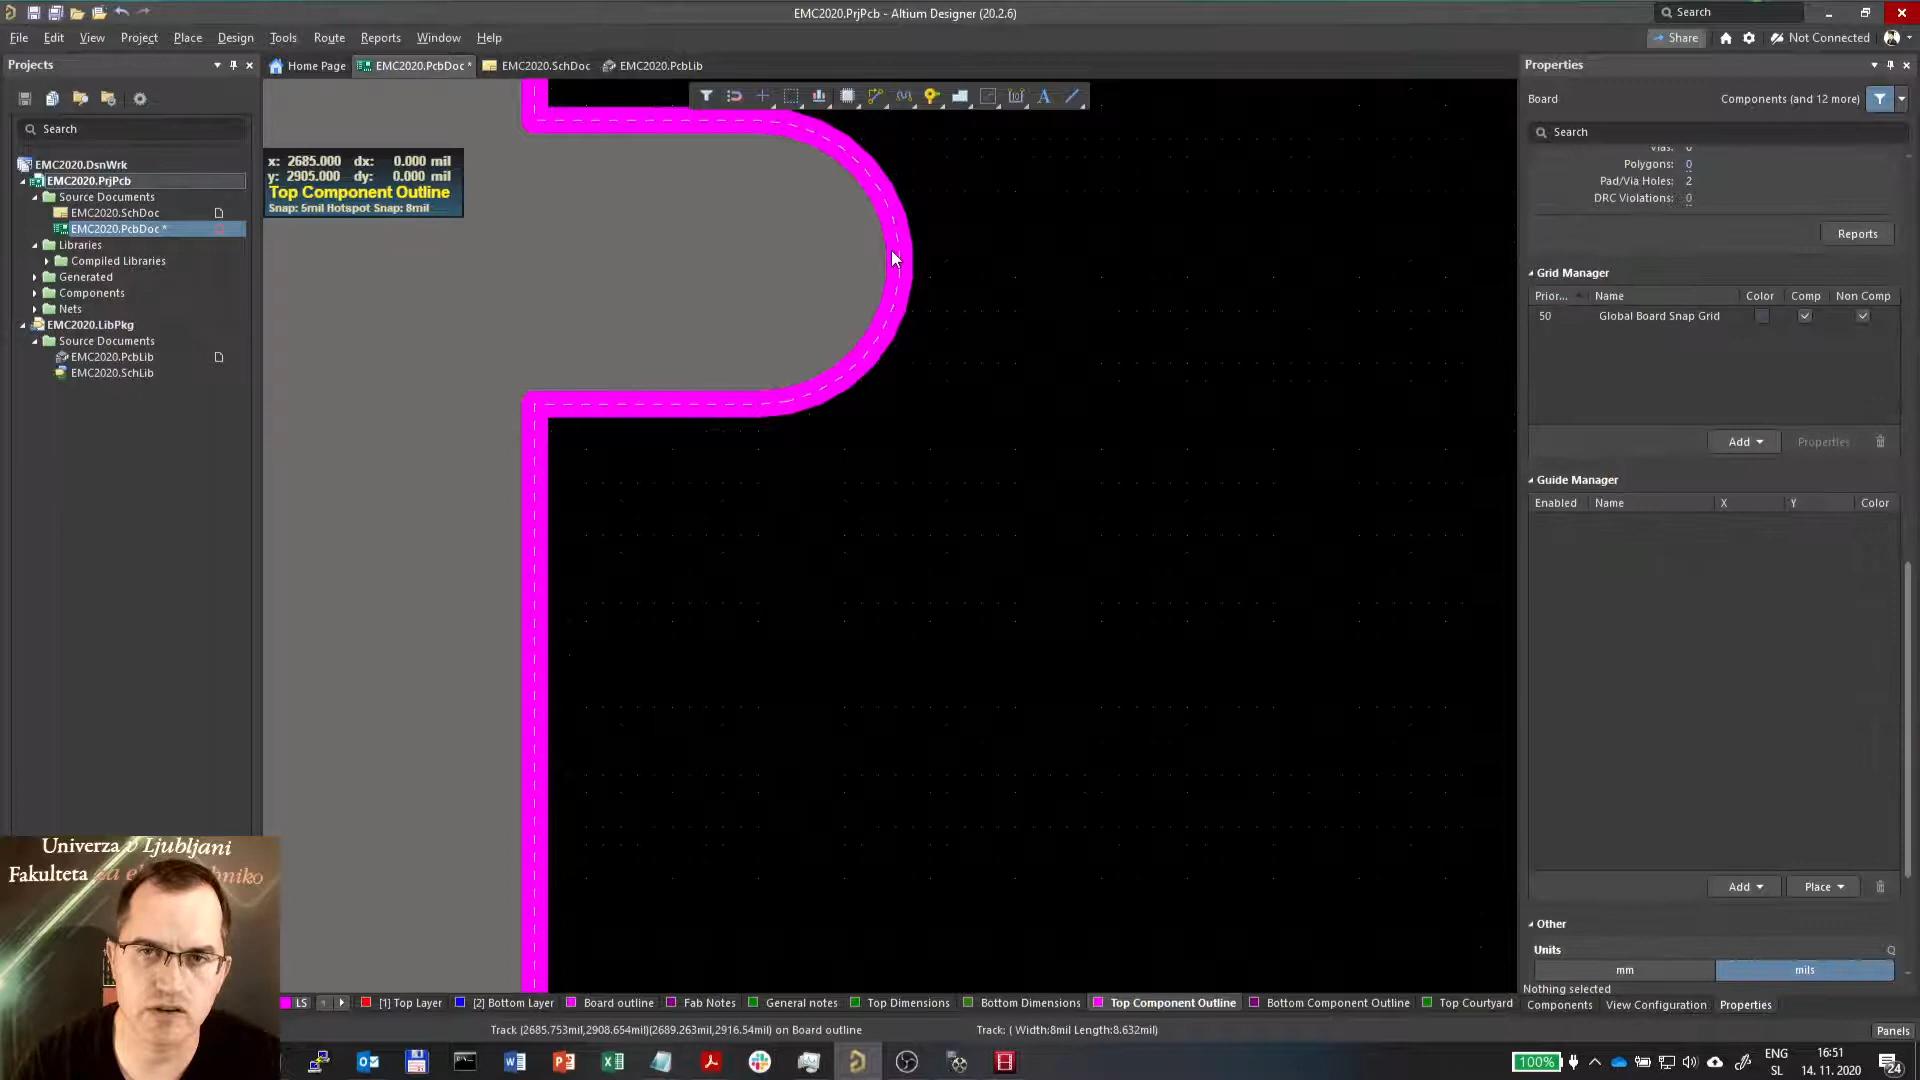 EMC2020.PrjPcb - Altium Designer (20.2.6)
Search
File Edit View Project Place Design Tools Route Reports Window Help
Share
Not Connected
Projects
Home Page
EMC2020.PcbDoc *
EMC2020.SchDoc
EMC2020.PcbLib
Properties
Board
Components (and 12 more)
Search
Search
EMC2020.DsnWrk
EMC2020.PrjPcb
Source Documents
EMC2020.SchDoc
EMC2020.PcbDoc *
Libraries
Compiled Libraries
Generated
Components
Nets
EMC2020.LibPkg
Source Documents
EMC2020.PcbLib
EMC2020.SchLib
x: 2685.000 dx: 0.000 mil
y: 2905.000 dy: 0.000 mil
Top Component Outline
Snap: 5mil Hotspot Snap: 8mil
Vias: 0
Polygons: 0
Pad/Via Holes: 2
DRC Violations: 0
Reports
Grid Manager
Prior... Name Color Comp Non Comp
50 Global Board Snap Grid
Add Properties
Guide Manager
Enabled Name X Y Color
Add Place
Other
Units
mm mils
Nothing selected
Components View Configuration Properties
Univerza v Ljubljani
Fakulteta za
LS [1] Top Layer [2] Bottom Layer Board outline Fab Notes General notes Top Dimensions Bottom Dimensions Top Component Outline Bottom Component Outline Top Courtyard
Track (2685.753mil,2908.654mil)(2689.263mil,2916.54mil) on Board outline
Track: ( Width:8mil Length:8.632mil)
Panels
100%
ENG
SL
16:51
14. 11. 2020
24